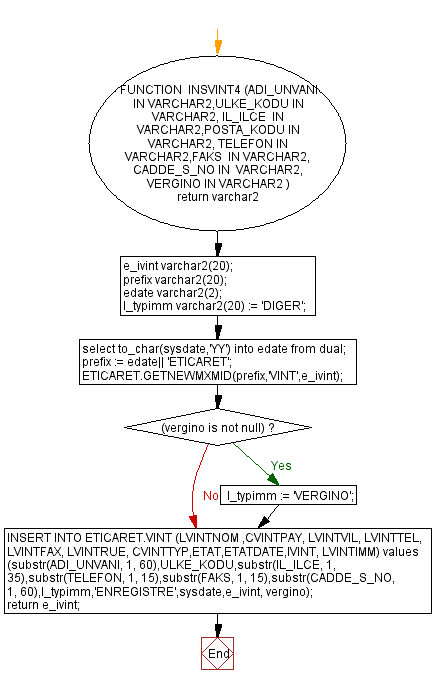 FUNCTION INSVINT4 (ADI_UNVANI
IN VARCHAR2,ULKE_KODU IN
VARCHAR2, IL_ILCE IN
VARCHAR2,POSTA_KODU IN
VARCHAR2, TELEFON IN
VARCHAR2,FAKS IN VARCHAR2,
CADDE_S_NO IN VARCHAR2,
VERGINO IN VARCHAR2 )
return varchar2
e_ivint varchar2(20);
prefix varchar2(20);
edate varchar2(2);
l_typimm varchar2(20) := 'DIGER';
select to_char(sysdate,'YY') into edate from dual;
prefix := edate|| 'ETICARET';
ETICARET.GETNEWMXMID(prefix,'VINT',e_ivint);
(vergino is not null) ?
Yes
No
l_typimm := 'VERGINO';
INSERT INTO ETICARET.VINT (LVINTNOM ,CVINTPAY, LVINTVIL, LVINTTEL,
LVINTFAX, LVINTRUE, CVINTTYP,ETAT,ETATDATE,IVINT, LVINTIMM) values
(substr(ADI_UNVANI, 1, 60),ULKE_KODU,substr(IL_ILCE, 1,
35),substr(TELEFON, 1, 15),substr(FAKS, 1, 15),substr(CADDE_S_NO,
1, 60),l_typimm,'ENREGISTRE',sysdate,e_ivint, vergino);
return e_ivint;
End